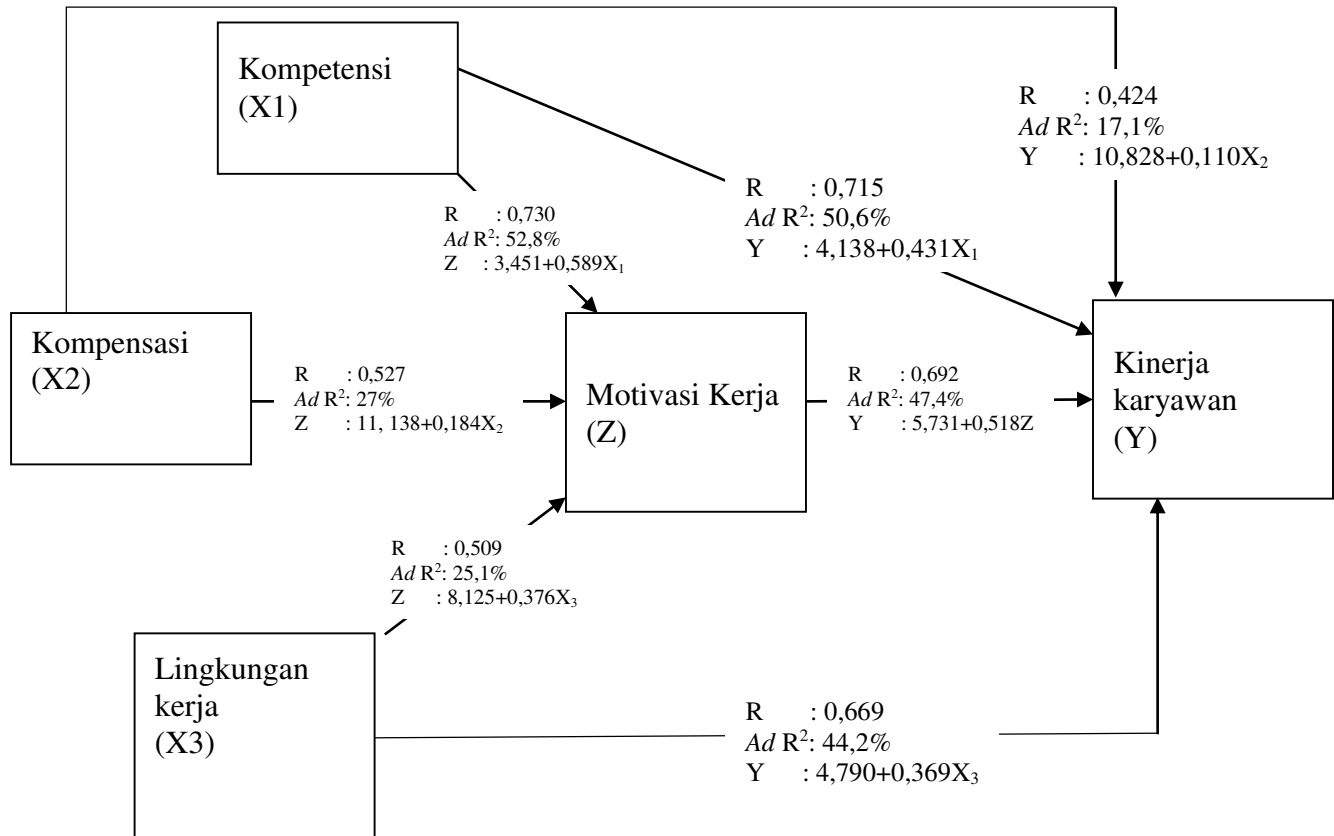 Kompetensi
(X1)
R : 0,424
Ad R²: 17,1%
Y : 10,828+0,110X₂
R : 0,715
Ad R²: 50,6%
Y : 4,138+0,431X₁
R : 0,730
Ad R²: 52,8%
Z : 3,451+0,589X₁
Kompensasi
(X2)
R : 0,527
Ad R²: 27%
Z : 11, 138+0,184X₂
Motivasi Kerja
(Z)
R : 0,692
Ad R²: 47,4%
Y : 5,731+0,518Z
Kinerja
karyawan
(Y)
R : 0,509
Ad R²: 25,1%
Z : 8,125+0,376X₃
Lingkungan
kerja
(X3)
R : 0,669
Ad R²: 44,2%
Y : 4,790+0,369X₃